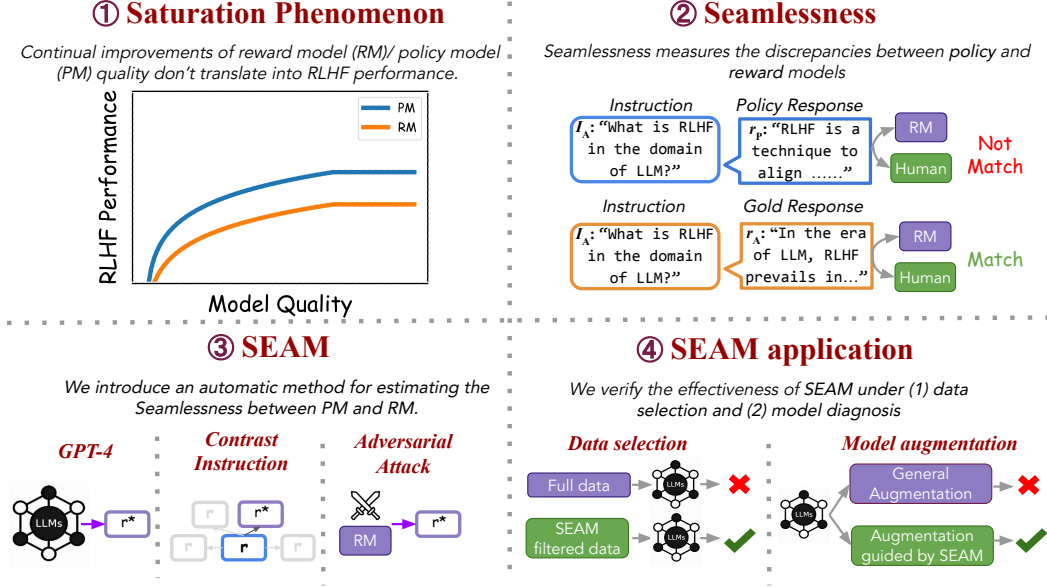 ① Saturation Phenomenon
Continual improvements of reward model (RM)/ policy model
(PM) quality don't translate into RLHF performance.
RLHF Performance
PM
RM
Model Quality
② Seamlessness
Seamlessness measures the discrepancies between policy and
reward models
Instruction
Policy Response
I_A: “What is RLHF
in the domain
of LLM?”
r_P: “RLHF is a
technique to
align ......”
RM
Human
Not
Match
Instruction
Gold Response
I_A: “What is RLHF
in the domain
of LLM?”
r_A: “In the era
of LLM, RLHF
prevails in…”
RM
Human
Match
③ SEAM
We introduce an automatic method for estimating the
Seamlessness between PM and RM.
GPT-4
LLMs
r*
Contrast
Instruction
r
r*
r
r
r
Adversarial
Attack
RM
r*
④ SEAM application
We verify the effectiveness of SEAM under (1) data
selection and (2) model diagnosis
Data selection
Full data
LLMs
SEAM
filtered data
LLMs
Model augmentation
LLMs
General
Augmentation
Augmentation
guided by SEAM